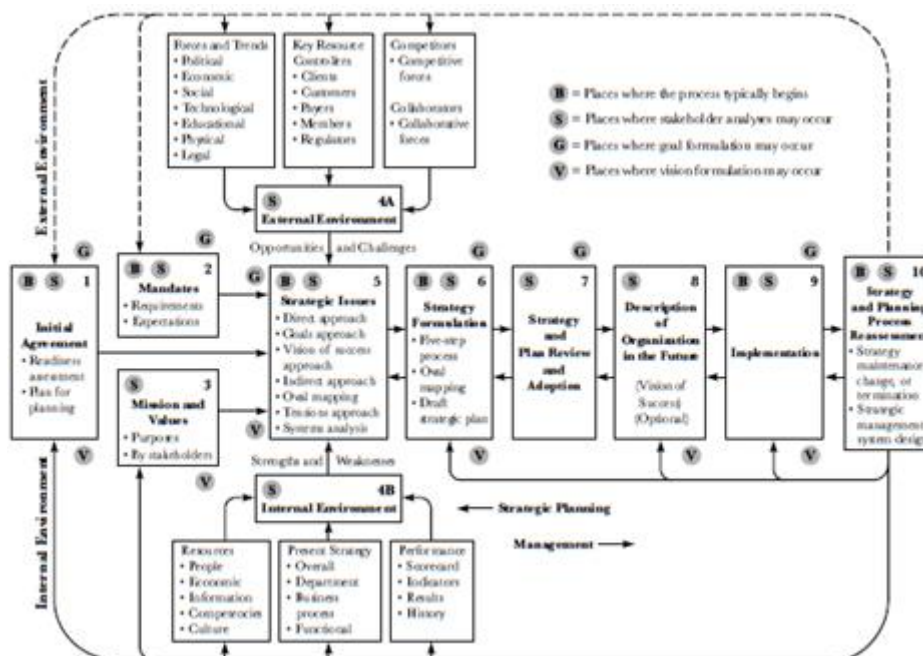 Forces and Trends
• Political
• Economic
• Social
• Technological
• Educational
• Physical
• Legal
Key Resource
Controllers
• Clients
• Customers
• Payers
• Members
• Regulators
Competitors
• Competitive
forces
Collaborators
• Collaborative
forces
B = Places where the process typically begins
S = Places where stakeholder analyses may occur
G = Places where goal formulation may occur
V = Places where vision formulation may occur
External Environment
S 4A
External Environment
Opportunities and Challenges
G
B S 1
Initial
Agreement
• Readiness
assessment
• Plan for
planning
V
G
B S 2
Mandates
• Requirements
• Expectations
S 3
Mission and
Values
• Purposes
• By stakeholders
V
G
B S 5
Strategic Issues
• Direct approach
• Goals approach
• Vision of success
approach
• Indirect approach
• Oval mapping
• Tensions approach
• Systems analysis
V
G
B S 6
Strategy
Formulation
• Five-step
process
• Oval
mapping
• Draft
strategic plan
V
G
S 7
Strategy
and
Plan Review
and
Adoption
S 8
Description of
Organization
in the Future
(Vision of
Success)
(Optional)
V
G
B S 9
Implementation
V
B S 10
Strategy
and Planning
Process
Reassessment
• Strategy
maintenance,
change, or
termination
• Strategic
management
system design
Strengths and Weaknesses
S 4B
Internal Environment
Strategic Planning
Management
Internal Environment
Resources
• People
• Economic
• Information
• Competencies
• Culture
Present Strategy
• Overall
• Department
• Business
process
• Functional
Performance
• Scorecard
• Indicators
• Results
• History